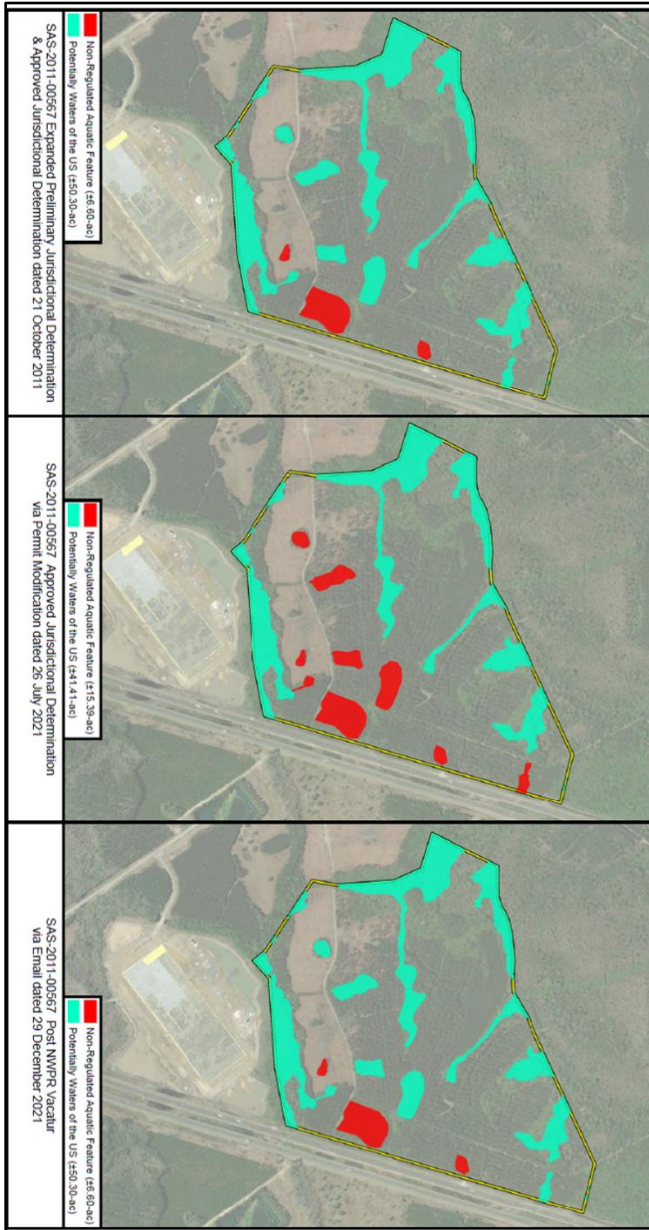 Non-Regulated Aquatic Feature (±6.60-ac)
Potentially Waters of the US (±50.30-ac)
SAS-2011-00567 Expanded Preliminary Jurisdictional Determination
& Approved Jurisdictional Determination dated 21 October 2011
Non-Regulated Aquatic Feature (±15.39-ac)
Potentially Waters of the US (±41.41-ac)
SAS-2011-00567 Approved Jurisdictional Determination
via Permit Modification dated 26 July 2021
Non-Regulated Aquatic Feature (±6.60-ac)
Potentially Waters of the US (±50.30-ac)
SAS-2011-00567 Post NWPR Vacatur
via Email dated 29 December 2021